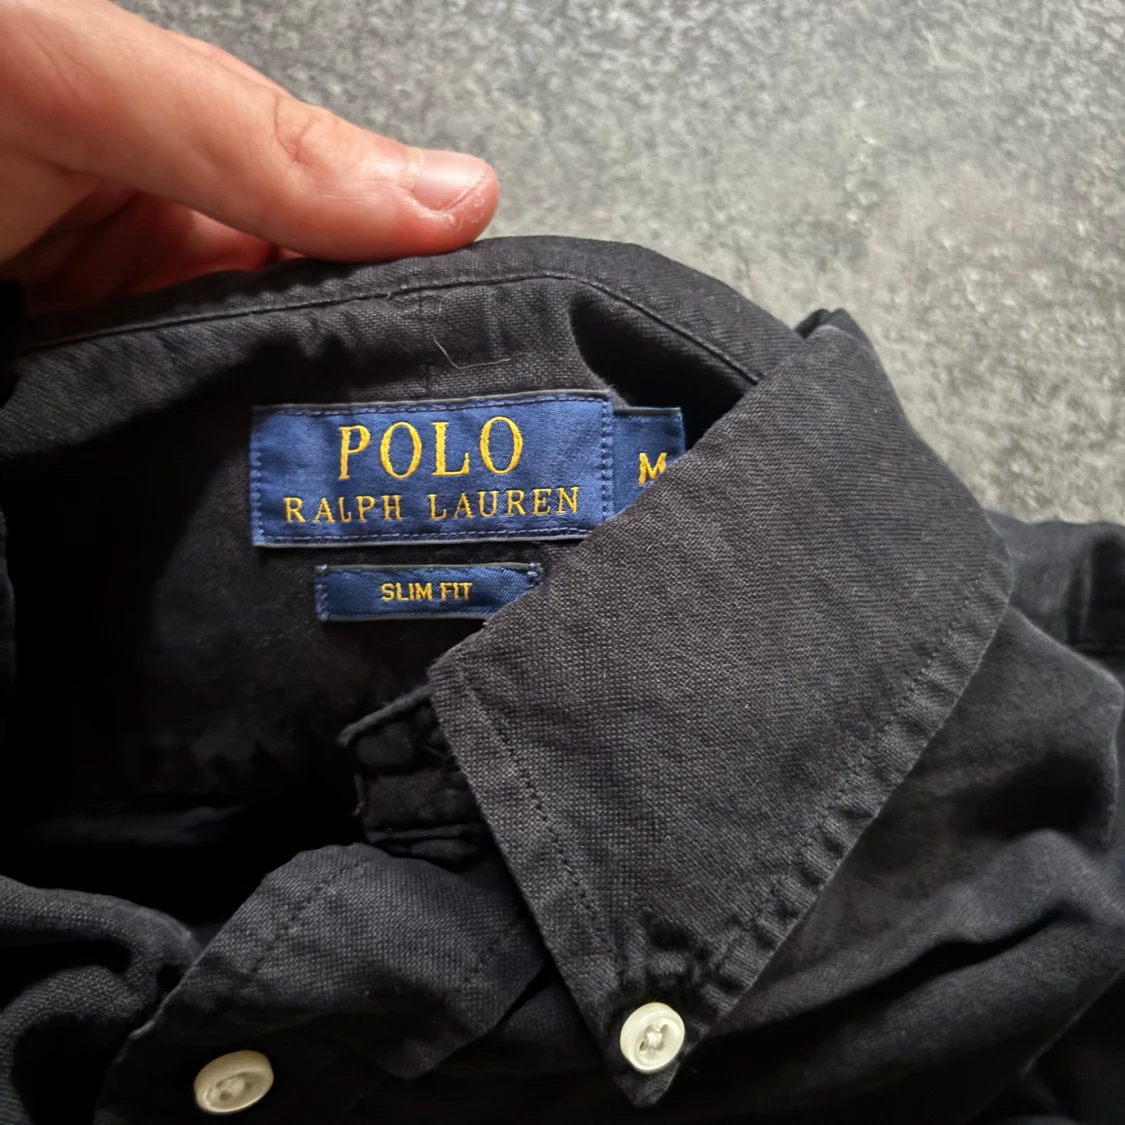 POLO
RALPH LAUREN
M
SLIM FIT